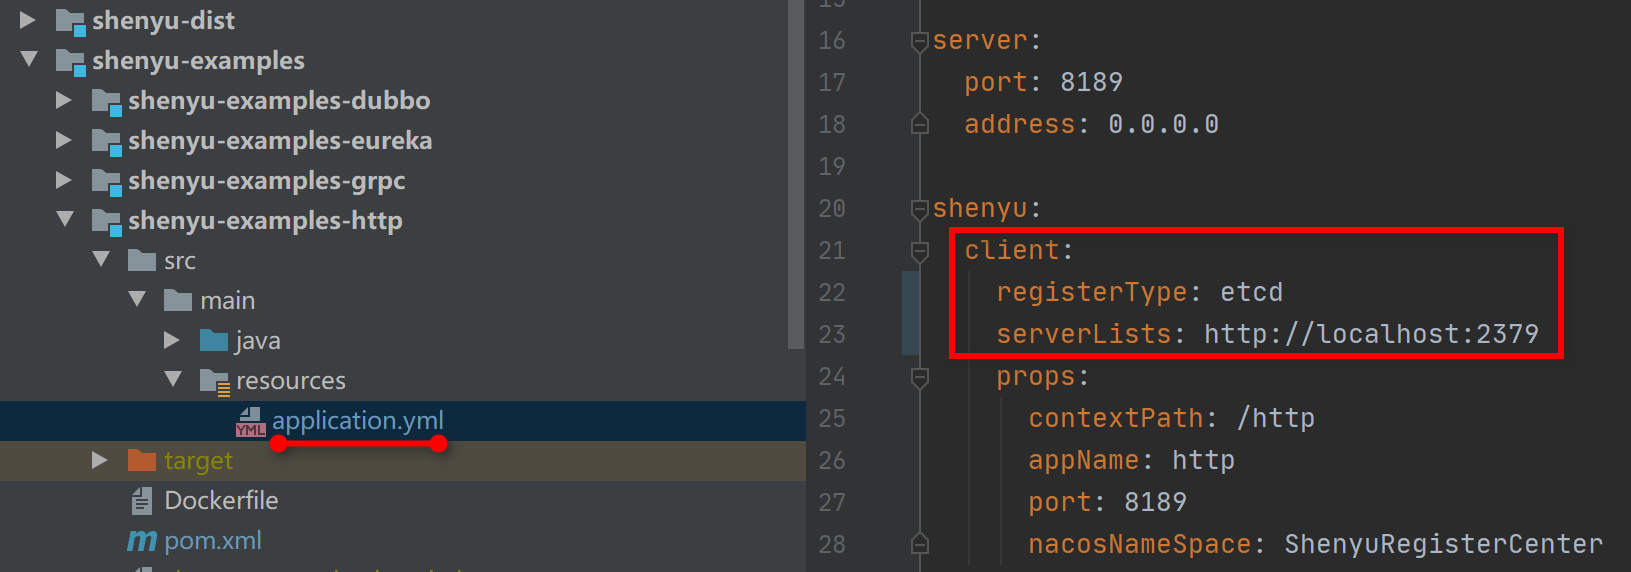 shenyu-dist
shenyu-examples
shenyu-examples-dubbo
shenyu-examples-eureka
shenyu-examples-grpc
shenyu-examples-http
src
main
java
resources
YML application.yml
target
Dockerfile
m pom.xml
15
16 server:
17 port: 8189
18 address: 0.0.0.0
19
20 shenyu:
21 client:
22 registerType: etcd
23 serverLists: http://localhost:2379
24 props:
25 contextPath: /http
26 appName: http
27 port: 8189
28 nacosNameSpace: ShenyuRegisterCenter